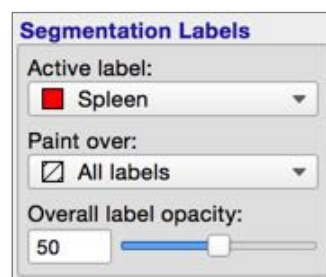 Segmentation Labels
Active label:
Spleen
Paint over:
All labels
Overall label opacity:
50